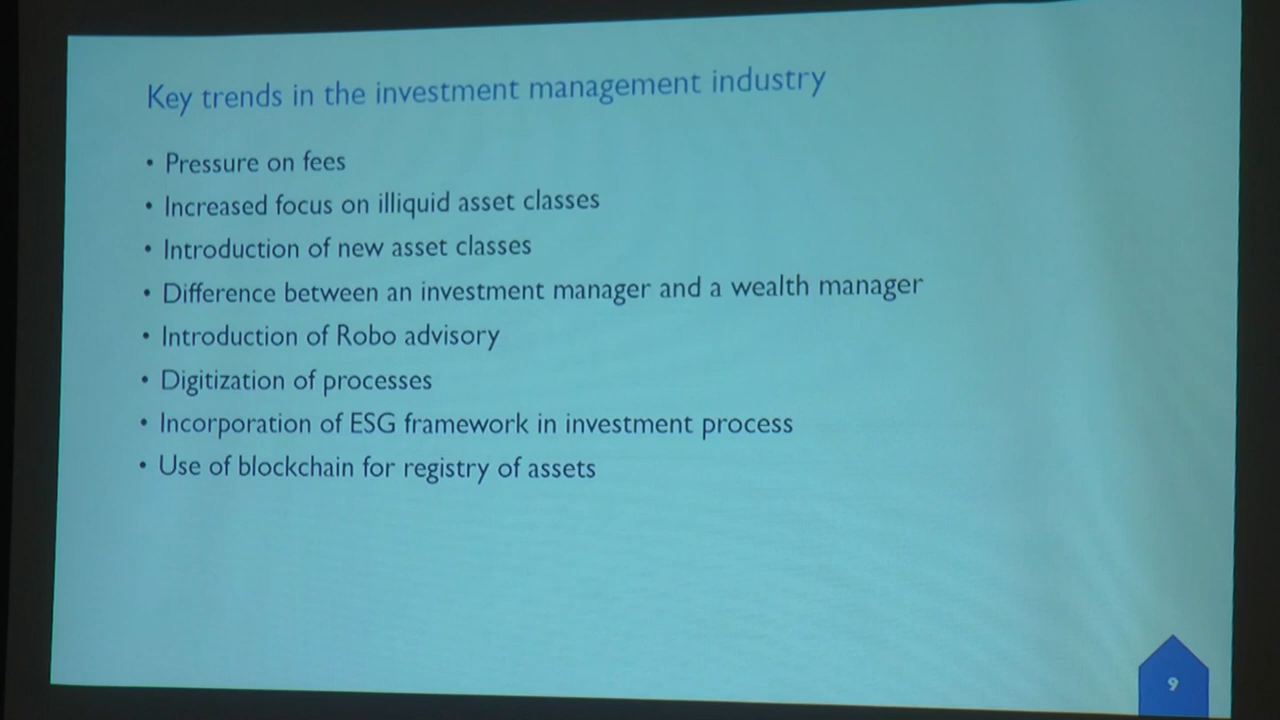 Key trends in the investment management industry
• Pressure on fees
• Increased focus on illiquid asset classes
• Introduction of new asset classes
• Difference between an investment manager and a wealth manager
• Introduction of Robo advisory
• Digitization of processes
• Incorporation of ESG framework in investment process
• Use of blockchain for registry of assets
9